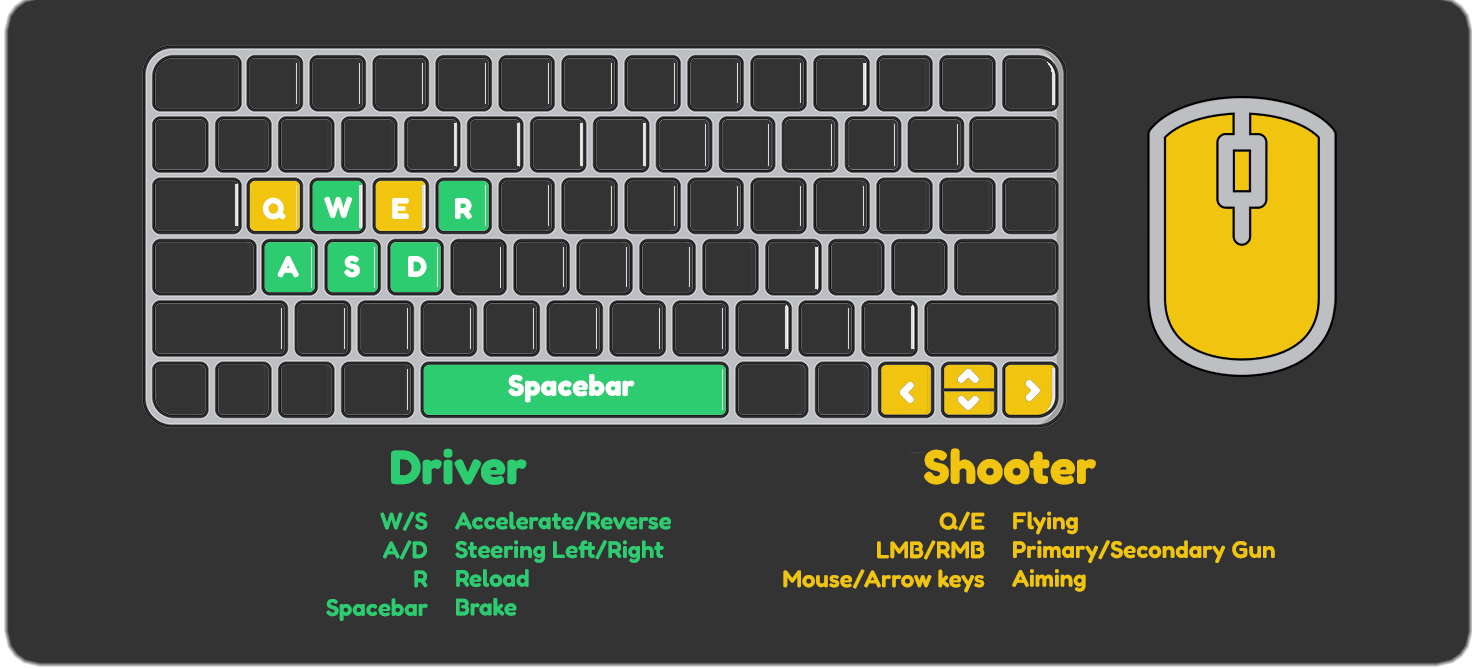 Q W E R
A S D
Spacebar
Driver
W/S Accelerate/Reverse
A/D Steering Left/Right
R Reload
Spacebar Brake
Shooter
Q/E Flying
LMB/RMB Primary/Secondary Gun
Mouse/Arrow keys Aiming